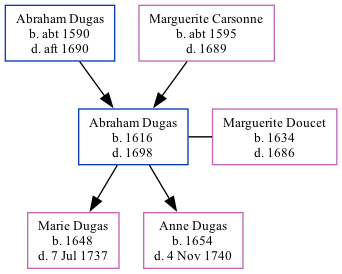 Abraham Dugas
b. abt 1590
d. aft 1690
Marguerite Carsonne
b. abt 1595
d. 1689
Abraham Dugas
b. 1616
d. 1698
Marguerite Doucet
b. 1634
d. 1686
Marie Dugas
b. 1648
d. 7 Jul 1737
Anne Dugas
b. 1654
d. 4 Nov 1740